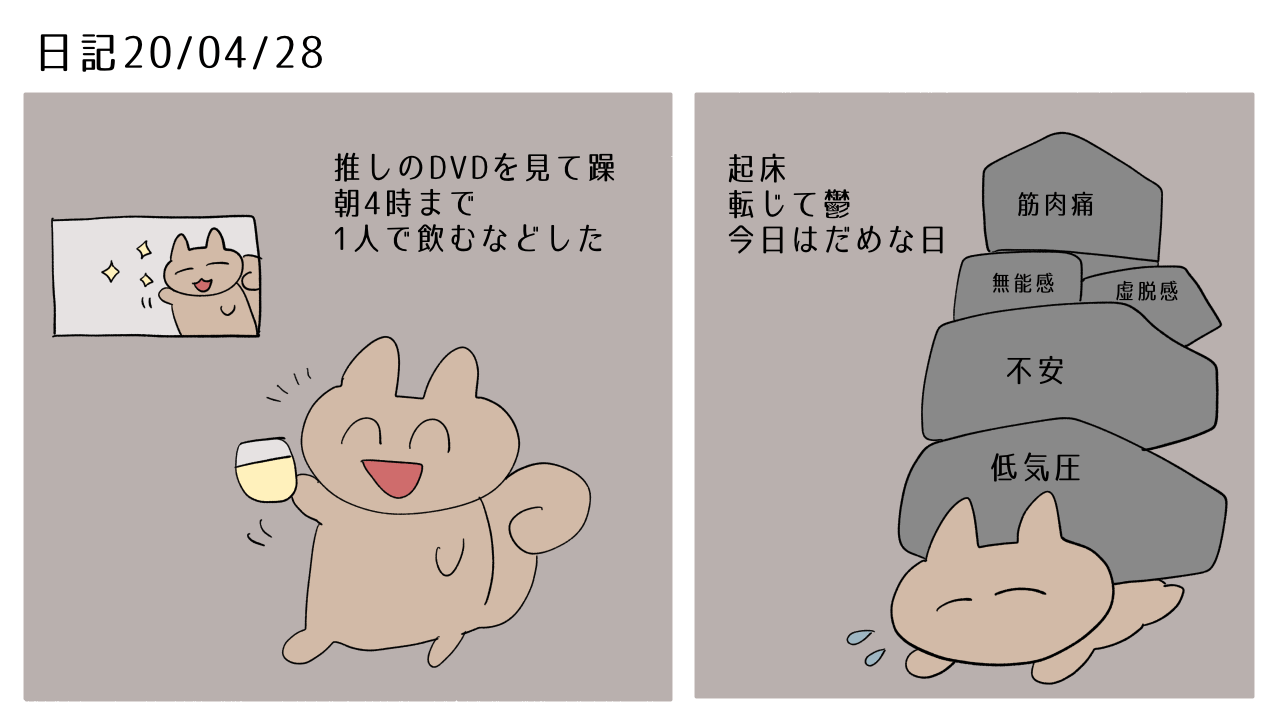 日記20/04/28
推しのDVDを見て躁
朝4時まで
1人で飲むなどした
起床
転じて鬱
今日はだめな日
筋肉痛
無能感
虚脱感
不安
低気圧